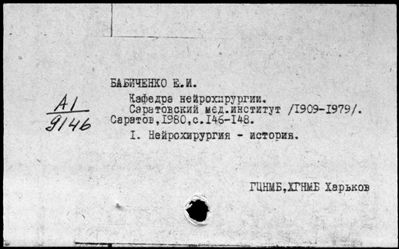 БАБИЧЕНКО Е.И.
Кафедра нейрохирургии.
Саратовский мед.институт /1909-1979/.
Саратов,1980,с.146-148.
I. Нейрохирургия - история.
А1
9146
ГЦНМБ,ХГНМБ Харьков